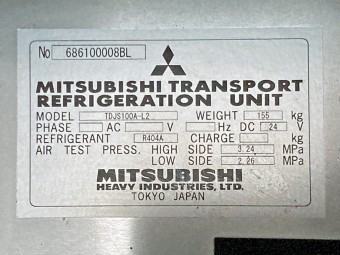 No 686100008BL
MITSUBISHI TRANSPORT
REFRIGERATION UNIT
MODEL TDJS100A-L2 WEIGHT 155 kg
PHASE AC V Hz DC 24 V
REFRIGERANT R404A CHARGE kg
AIR TEST PRESS. HIGH SIDE 3.24 MPa
LOW SIDE 2.26 MPa
MITSUBISHI
HEAVY INDUSTRIES, LTD.
TOKYO JAPAN